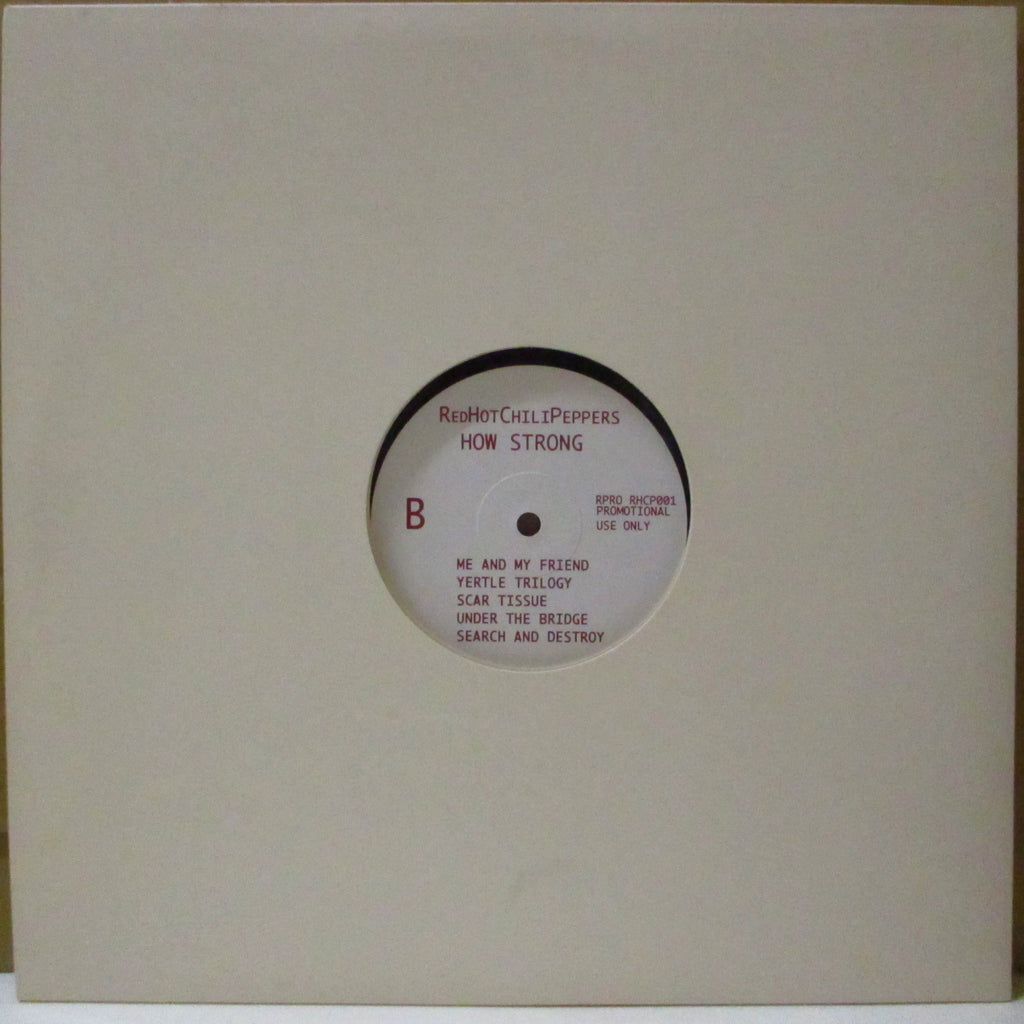 REDHOTCHILIPEPPERS
HOW STRONG
B
RPRO RHCP001
PROMOTIONAL
USE ONLY
ME AND MY FRIEND
YERTLE TRILOGY
SCAR TISSUE
UNDER THE BRIDGE
SEARCH AND DESTROY